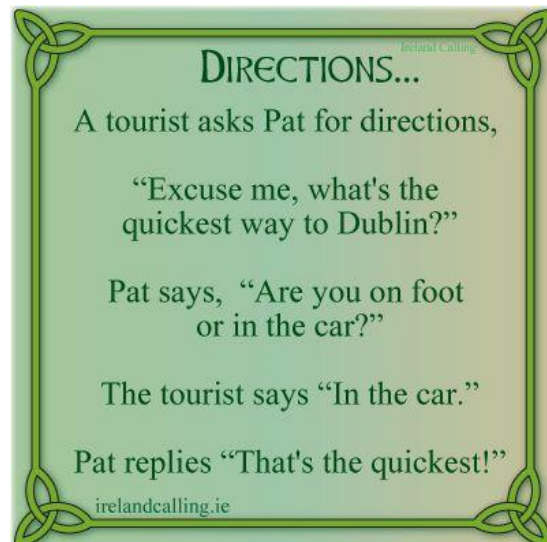 Ireland Calling
DIRECTIONS...
A tourist asks Pat for directions,
“Excuse me, what's the
quickest way to Dublin?”
Pat says, “Are you on foot
or in the car?”
The tourist says “In the car.”
Pat replies “That's the quickest!”
irelandcalling.ie